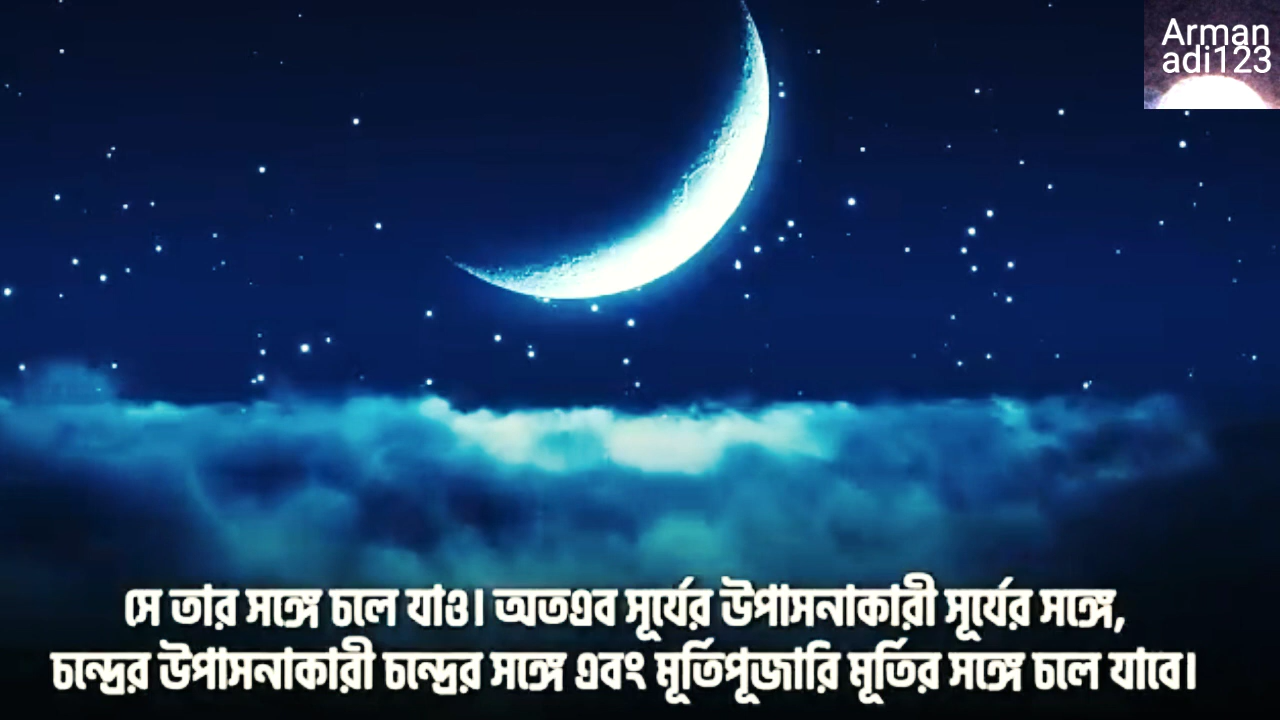 Arman
adi123
সে তার সঙ্গে চলে যাও। অতএব সূর্যের উপাসনাকারী সূর্যের সঙ্গে,
চন্দ্রের উপাসনাকারী চন্দ্রের সঙ্গে এবং মূর্তিপূজারি মূর্তির সঙ্গে চলে যাবে।